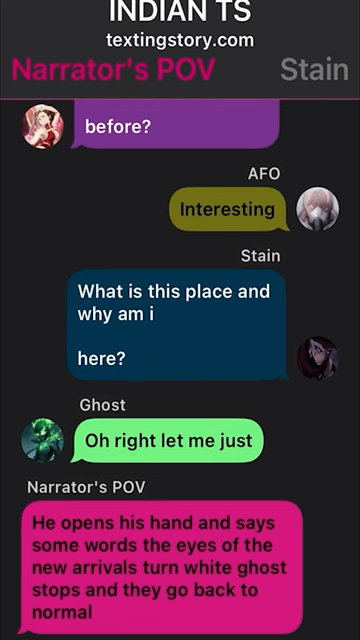 INDIAN TS
textingstory.com
Narrator's POV Stain
before?
AFO
Interesting
Stain
What is this place and
why am i
here?
Ghost
Oh right let me just
Narrator's POV
He opens his hand and says
some words the eyes of the
new arrivals turn white ghost
stops and they go back to
normal